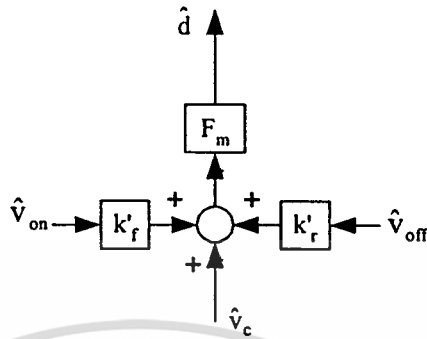 d̂
F_m
+ +
v̂_on k'_f k'_r v̂_off
+
v̂_c